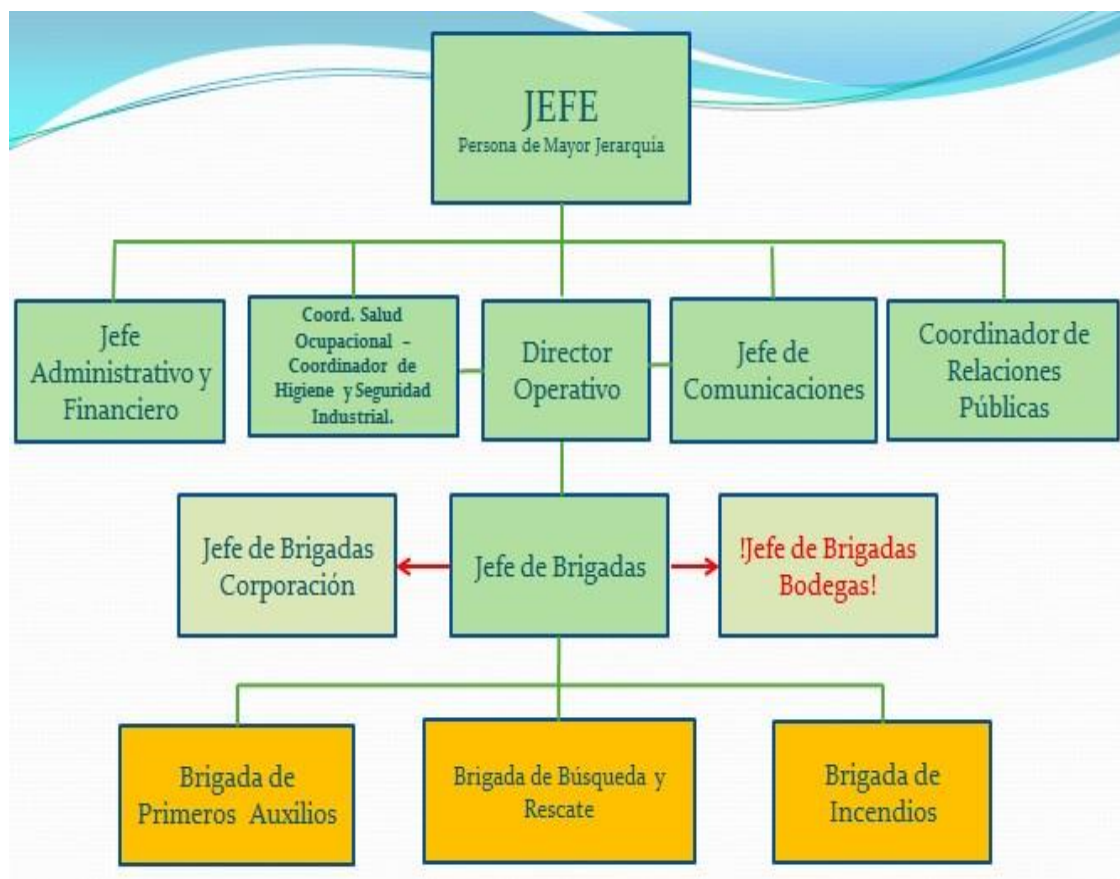 JEFE
Persona de Mayor Jerarquia
Jefe
Administrativo y
Financiero
Coord. Salud
Ocupacional –
Coordinador de
Higiene y Seguridad
Industrial.
Director
Operativo
Jefe de
Comunicaciones
Coordinador de
Relaciones
Públicas
Jefe de Brigadas
Corporación
Jefe de Brigadas
!Jefe de Brigadas
Bodegas!
Brigada de
Primeros Auxilios
Brigada de Búsqueda y
Rescate
Brigada de
Incendios